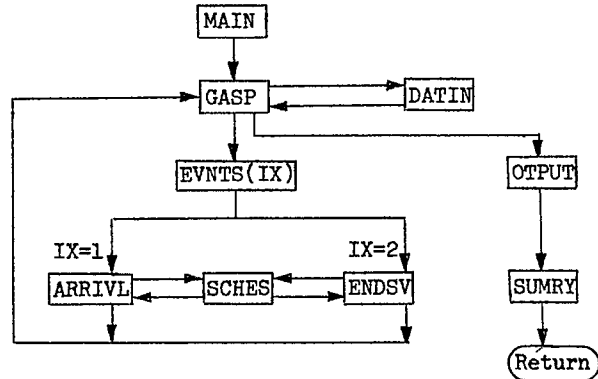 MAIN
GASP
DATIN
EVNTS(IX)
OTPUT
IX=1
IX=2
ARRIVL
SCHES
ENDSV
SUMRY
Return